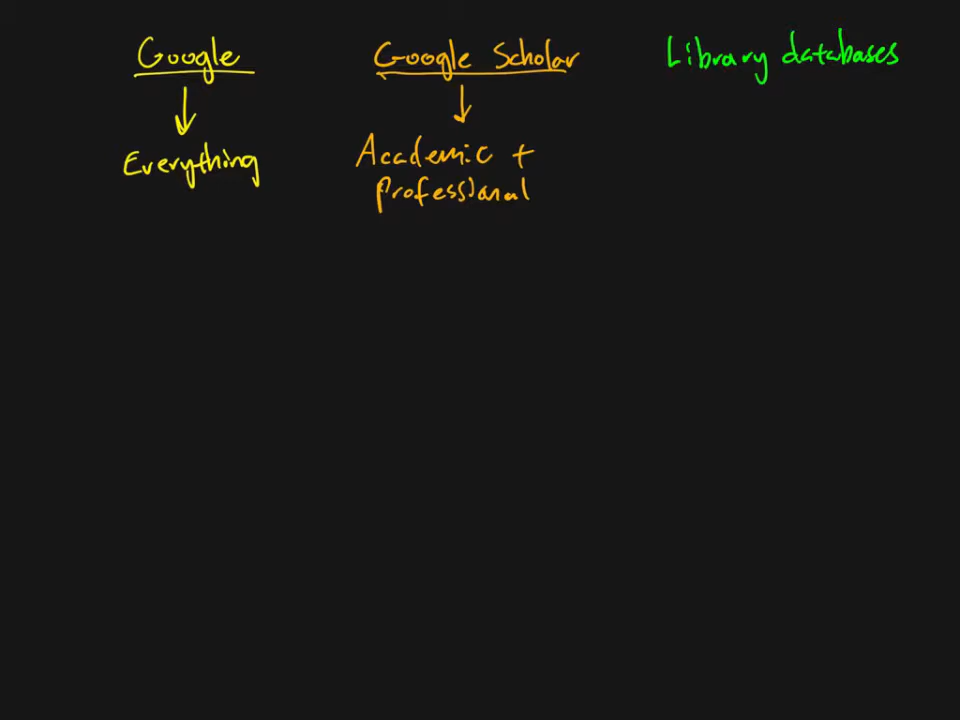 Google
Google Scholar
Library databases
Everything
Academic +
professional